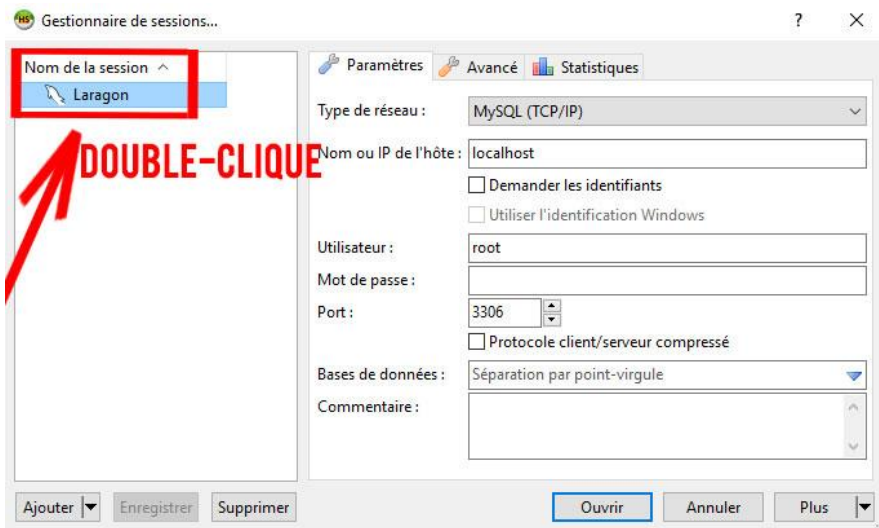 HS
Gestionnaire de sessions...
?
Nom de la session
Laragon
DOUBLE-CLIQUE
Paramètres
Avancé
Statistiques
Type de réseau :
MySQL (TCP/IP)
Nom ou IP de l'hôte :
localhost
Demander les identifiants
Utiliser l'identification Windows
Utilisateur :
root
Mot de passe :
Port :
3306
Protocole client/serveur compressé
Bases de données :
Séparation par point-virgule
Commentaire :
Ajouter
Enregistrer
Supprimer
Ouvrir
Annuler
Plus